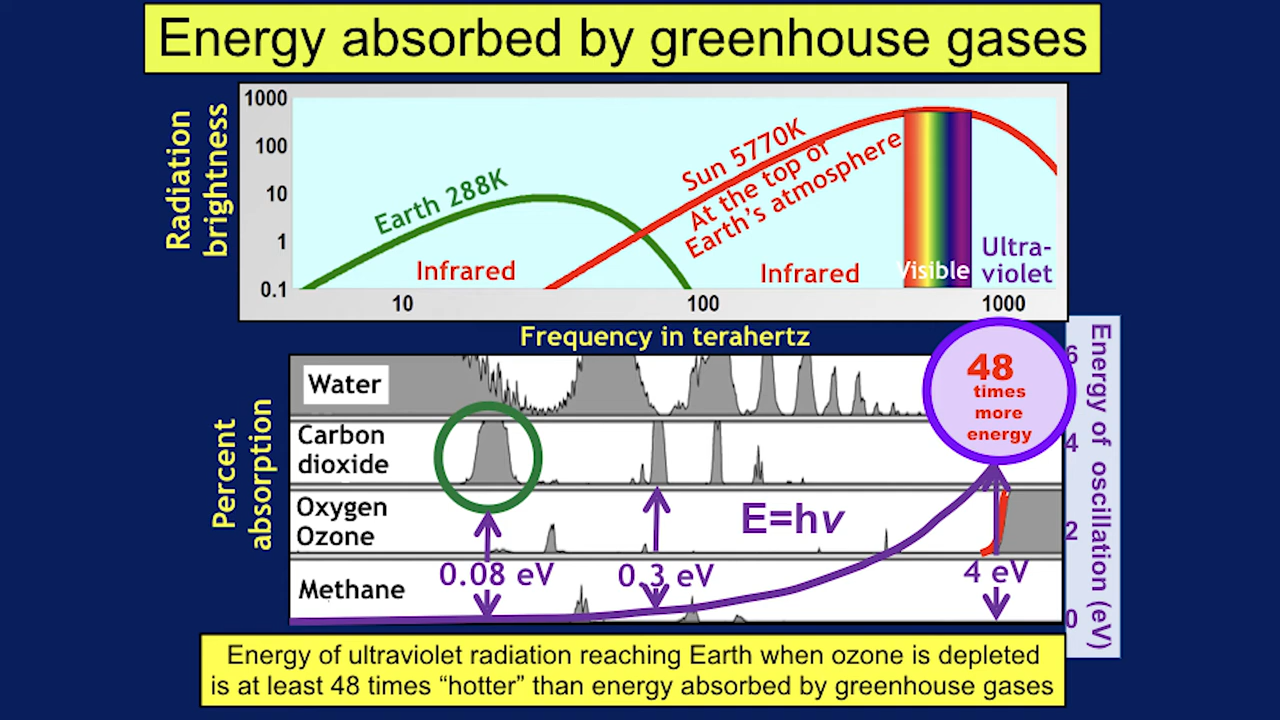 Energy absorbed by greenhouse gases
Radiation
brightness
1000
100
10
1
0.1
Earth 288K
Sun 5770K
At the top of
Earth's atmosphere
Infrared
Infrared
Visible
Ultra-
violet
10
100
1000
Frequency in terahertz
Percent
absorption
Water
Carbon
dioxide
Oxygen
Ozone
Methane
48
times
more
energy
E=hν
0.08 eV
0.3 eV
4 eV
6
4
2
0
Energy of oscillation (eV)
Energy of ultraviolet radiation reaching Earth when ozone is depleted
is at least 48 times “hotter” than energy absorbed by greenhouse gases